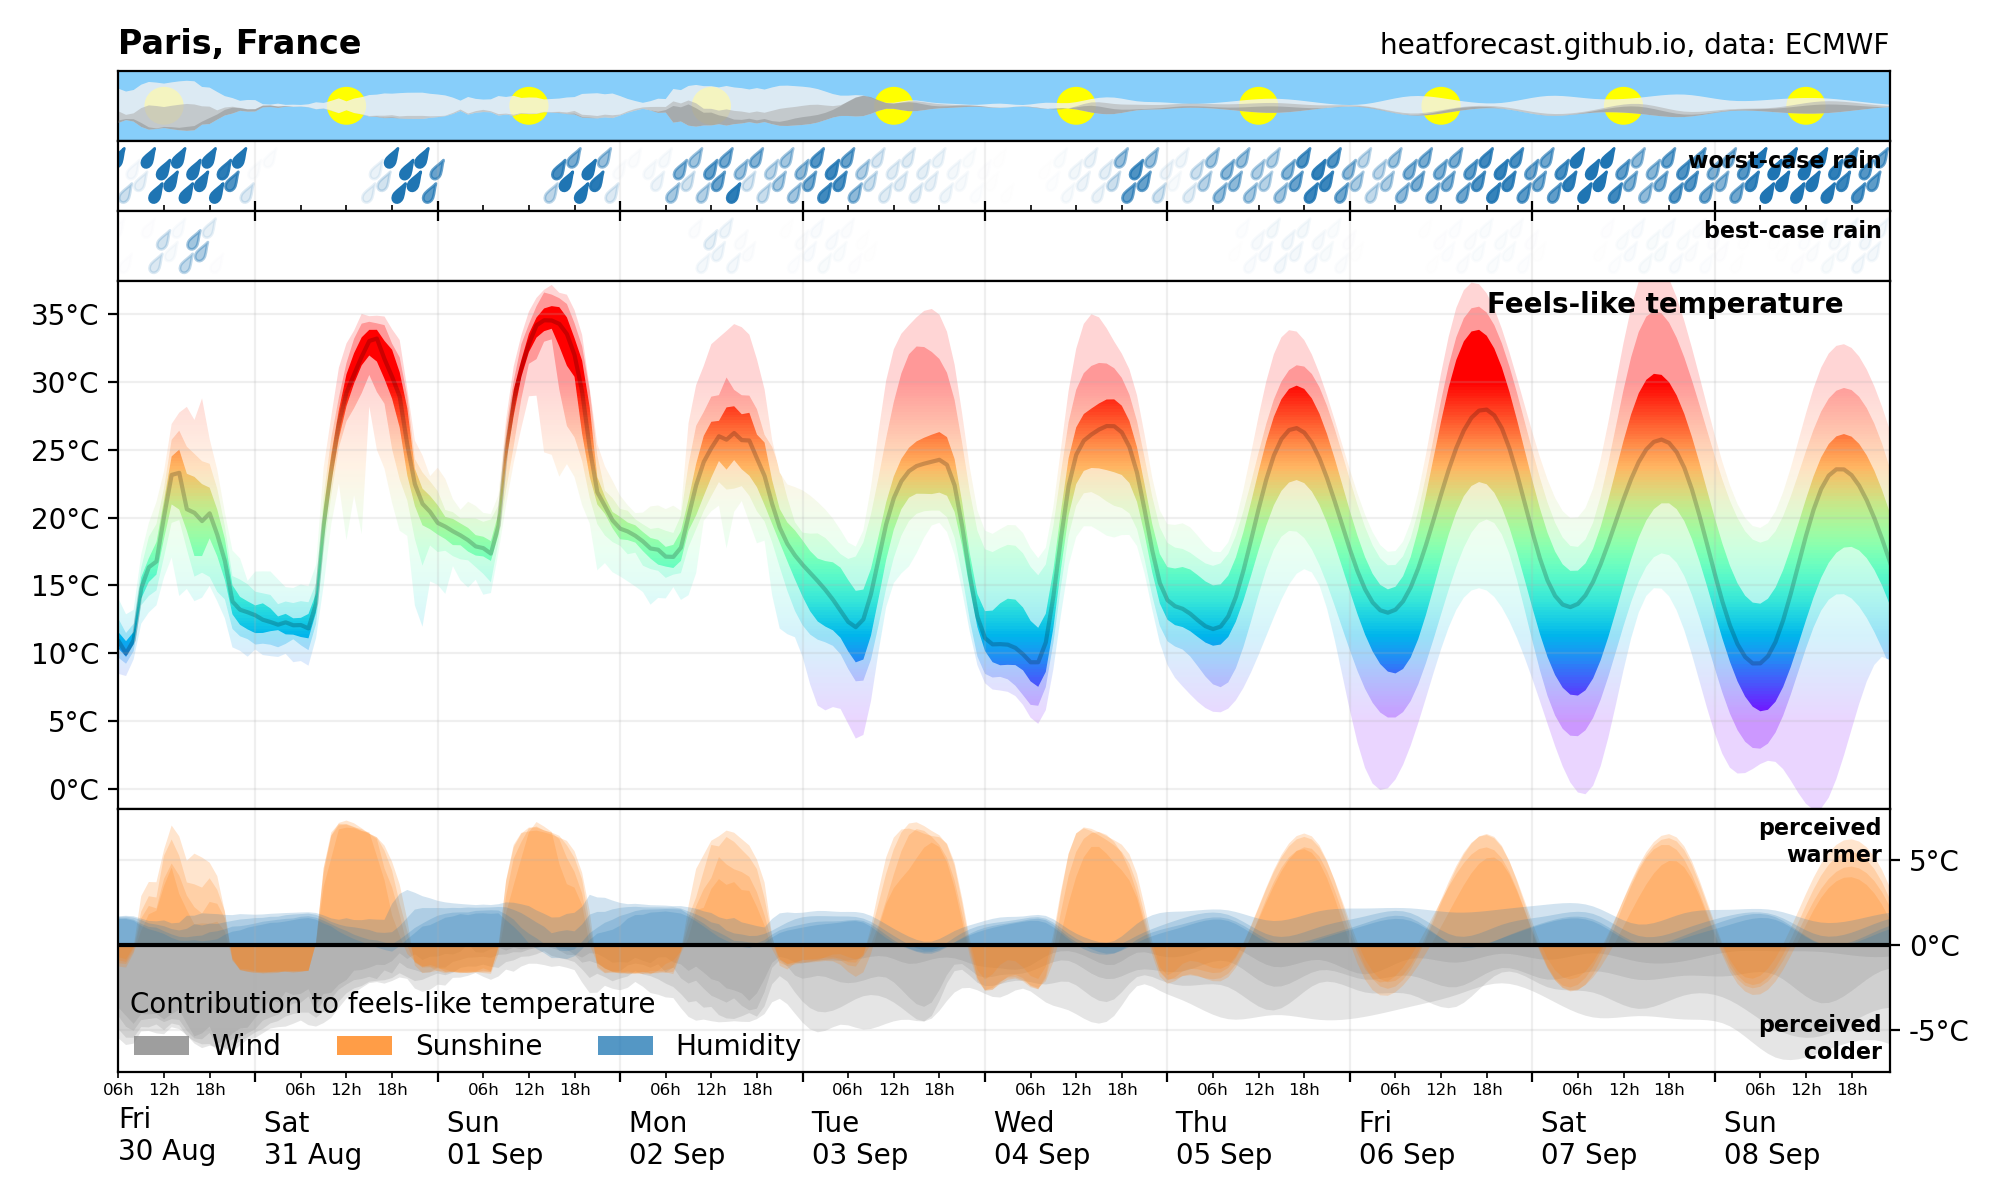 Paris, France
heatforecast.github.io, data: ECMWF
worst-case rain
best-case rain
Feels-like temperature
35°C
30°C
25°C
20°C
15°C
10°C
5°C
0°C
perceived
warmer
5°C
0°C
-5°C
perceived
colder
Contribution to feels-like temperature
Wind Sunshine Humidity
06h 12h 18h 06h 12h 18h 06h 12h 18h 06h 12h 18h 06h 12h 18h 06h 12h 18h 06h 12h 18h 06h 12h 18h 06h 12h 18h 06h 12h 18h
Fri Sat Sun Mon Tue Wed Thu Fri Sat Sun
30 Aug 31 Aug 01 Sep 02 Sep 03 Sep 04 Sep 05 Sep 06 Sep 07 Sep 08 Sep